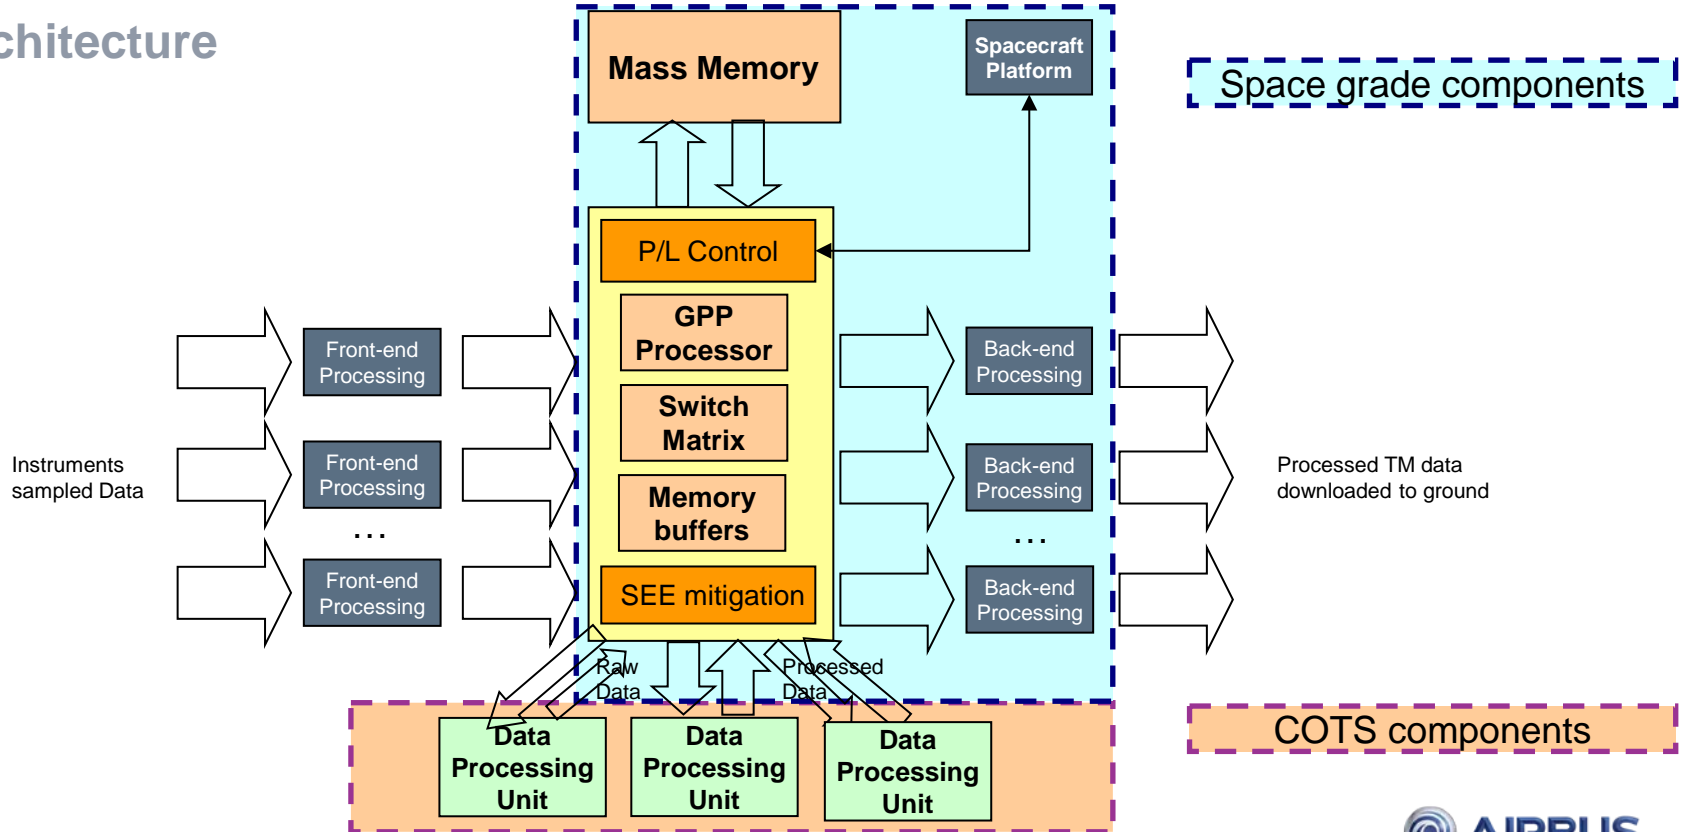 chitecture
Mass Memory
Spacecraft
Platform
Space grade components
P/L Control
GPP
Processor
Switch
Matrix
Memory
buffers
SEE mitigation
Instruments
sampled Data
Front-end
Processing
Front-end
Processing
...
Front-end
Processing
Back-end
Processing
Back-end
Processing
...
Back-end
Processing
Processed TM data
downloaded to ground
Raw
Data
Processed
Data
Data
Processing
Unit
Data
Processing
Unit
Data
Processing
Unit
COTS components
AIRBUS